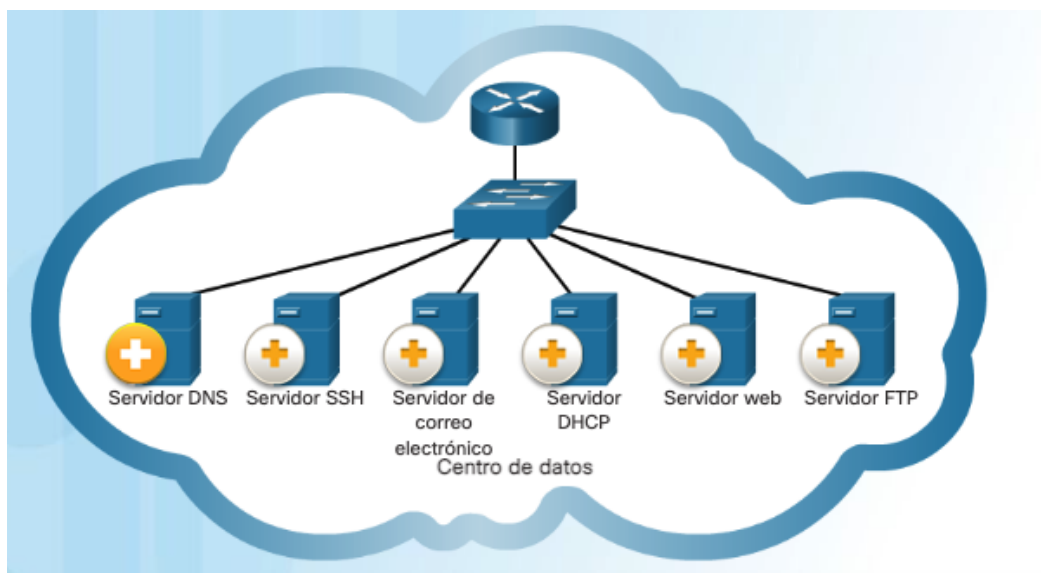 Servidor DNS
Servidor SSH
Servidor de
correo
electrónico
Servidor
DHCP
Servidor web
Servidor FTP
Centro de datos